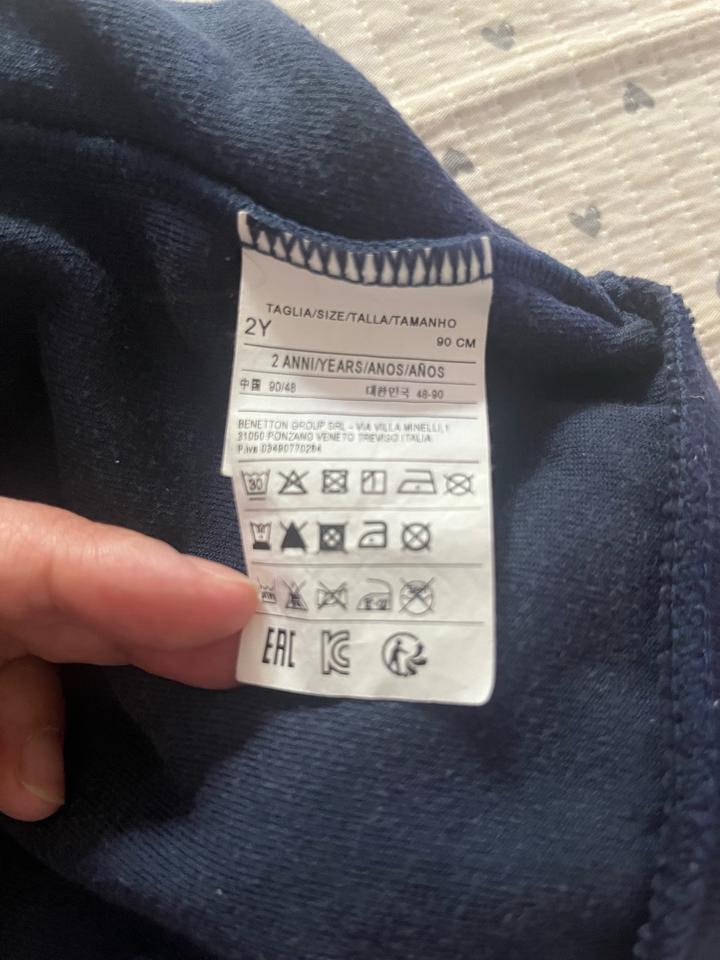 TAGLIA/SIZE/TALLA/TAMANHO
2Y
90 CM
2 ANNI/YEARS/ANOS/AÑOS
中国 90/48 대한민국 48-90
BENETTON GROUP SRL - VIA VILLA MINELLI,1
31050 PONZANO VENETO TREVISO ITALIA
P.iva 03490770264
30
EAC